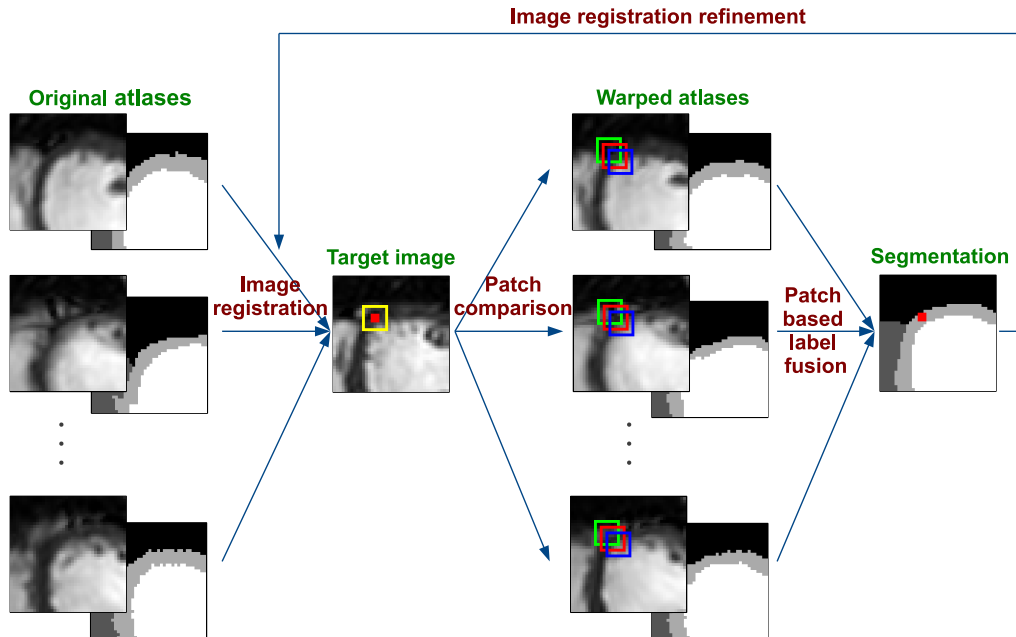 Image registration refinement
Original atlases
Warped atlases
Target image
Segmentation
Image
registration
Patch
comparison
Patch
based
label
fusion